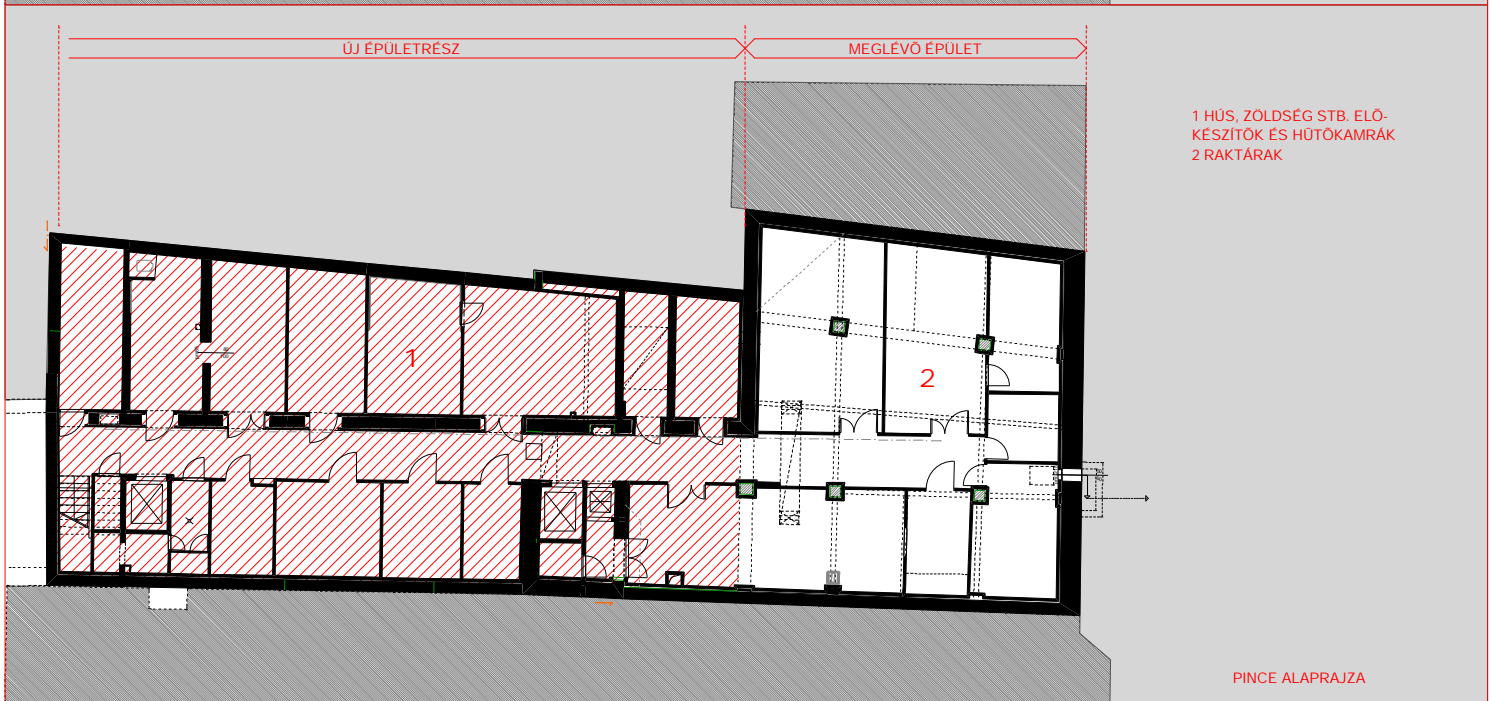 ÚJ ÉPÜLETRÉSZ
MEGLÉVŐ ÉPÜLET
1 HÚS, ZÖLDSÉG STB. ELŐ-
KÉSZÍTŐK ÉS HŰTŐKAMRÁK
2 RAKTÁRAK
1
2
PINCE ALAPRAJZA